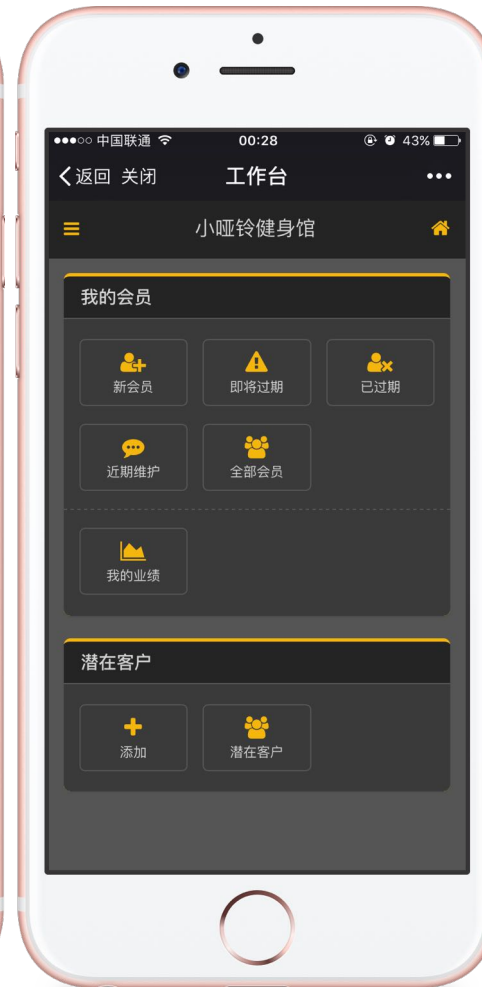 中国联通 00:28 43%
返回 关闭 工作台
小哑铃健身馆
我的会员
新会员 即将过期 已过期
近期维护 全部会员
我的业绩
潜在客户
添加 潜在客户